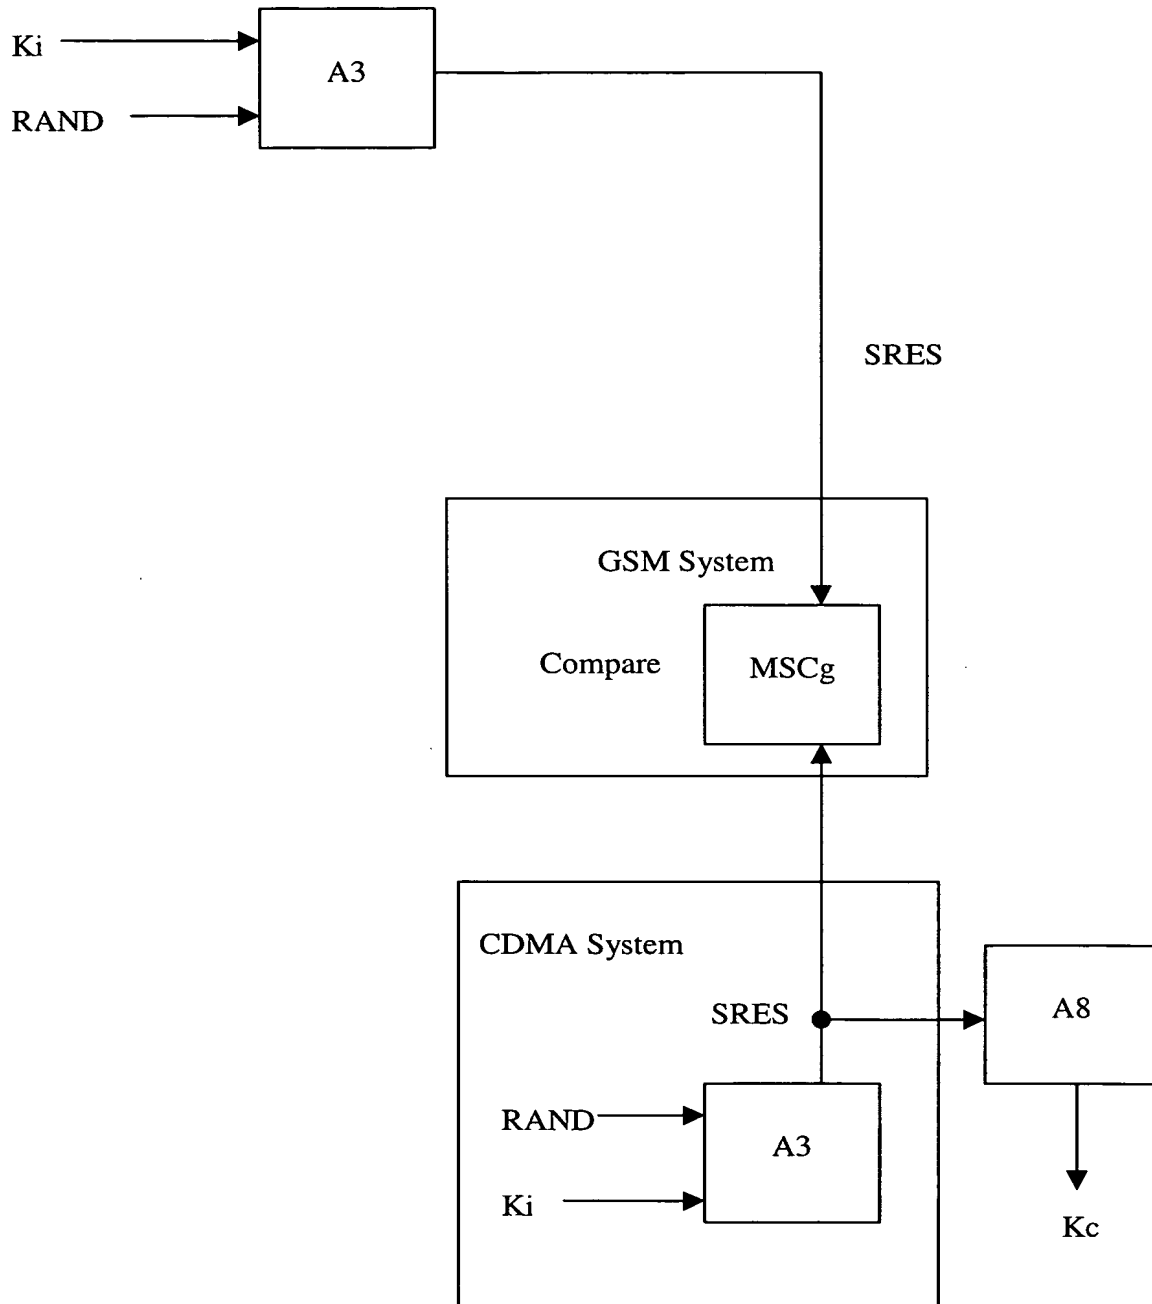 Ki
A3
RAND
SRES
GSM System
Compare
MSCg
CDMA System
SRES
A8
RAND
A3
Ki
Kc